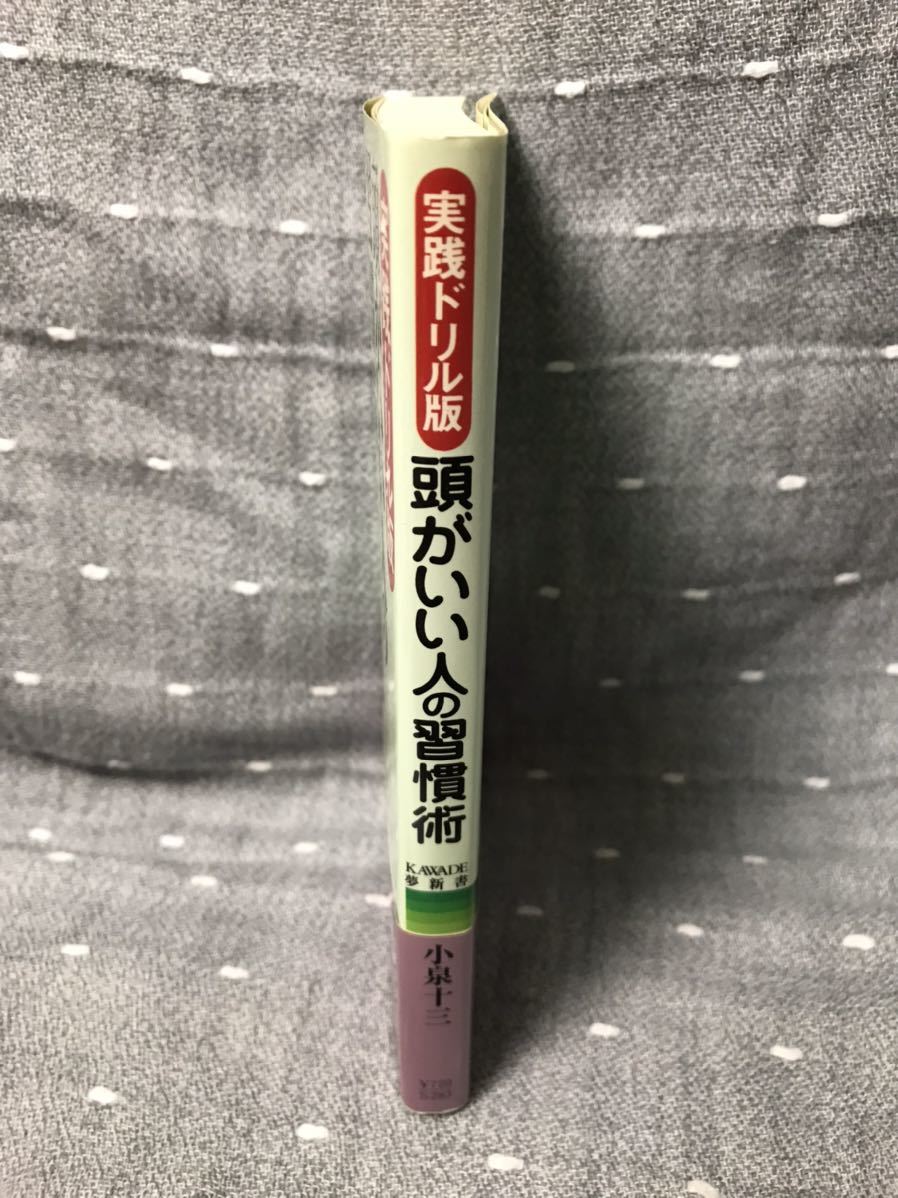 実践ドリル版
頭がいい人の習慣術
KAWADE
夢新書
小泉十三